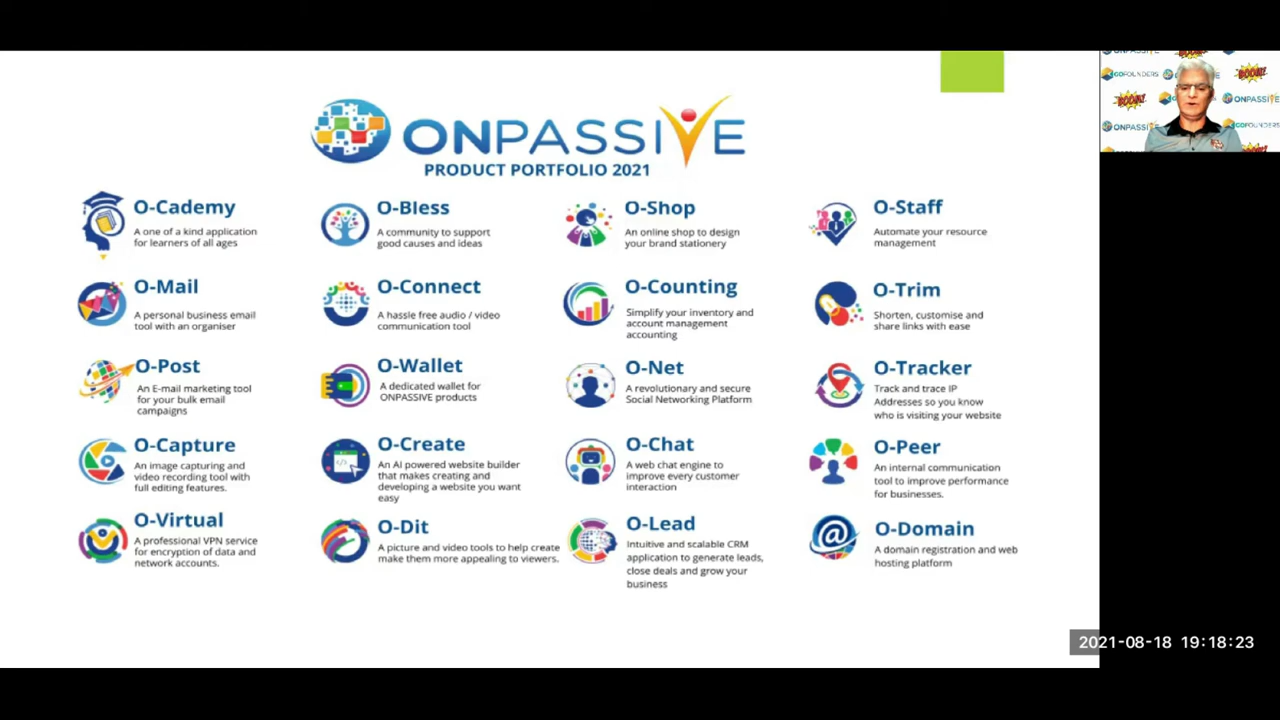 ONPASSIVE
PRODUCT PORTFOLIO 2021
O-Cademy
A one of a kind application
for learners of all ages
O-Bless
A community to support
good causes and ideas
O-Shop
An online shop to design
your brand stationery
O-Staff
Automate your resource
management
O-Mail
A personal business email
tool with an organiser
O-Connect
A hassle free audio / video
communication tool
O-Counting
Simplify your inventory and
account management
accounting
O-Trim
Shorten, customise and
share links with ease
O-Post
An E-mail marketing tool
for your bulk email
campaigns
O-Wallet
A dedicated wallet for
ONPASSIVE products
O-Net
A revolutionary and secure
Social Networking Platform
O-Tracker
Track and trace IP
Addresses so you know
who is visiting your website
O-Capture
An image capturing and
video recording tool with
full editing features.
O-Create
An AI powered website builder
that makes creating and
developing a website you want
easy
O-Chat
A web chat engine to
improve every customer
interaction
O-Peer
An internal communication
tool to improve performance
for businesses.
O-Virtual
A professional VPN service
for encryption of data and
network accounts.
O-Dit
A picture and video tools to help create
make them more appealing to viewers.
O-Lead
Intuitive and scalable CRM
application to generate leads,
close deals and grow your
business
O-Domain
A domain registration and web
hosting platform
GOFOUNDERS
BOOM!
BOOM!
ONPASSIVE
ONPASSIVE
GOFOUNDERS
2021-08-18 19:18:23